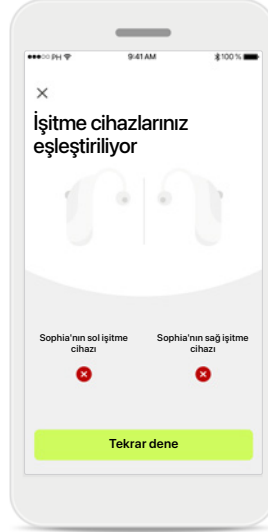 PH 9:41 AM 100 %
İşitme cihazlarınız
eşleştiriliyor
Sophia'nın sol işitme
cihazı
Sophia'nın sağ işitme
cihazı
Tekrar dene